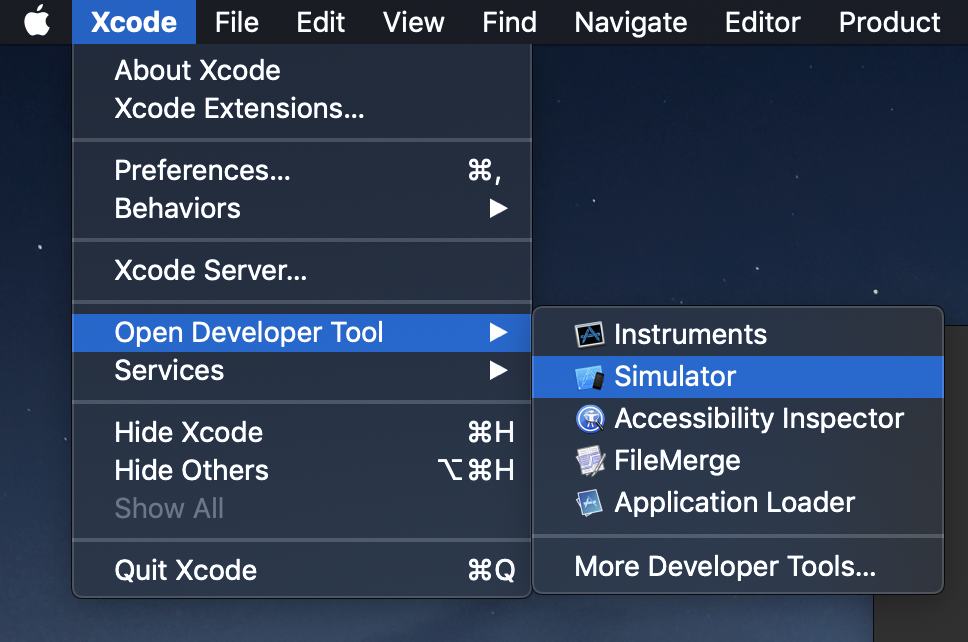 Xcode File Edit View Find Navigate Editor Product
About Xcode
Xcode Extensions...
Preferences... ⌘,
Behaviors ▶
Xcode Server...
Open Developer Tool ▶
Services ▶
Hide Xcode ⌘H
Hide Others ⌥⌘H
Show All
Quit Xcode ⌘Q
Instruments
Simulator
Accessibility Inspector
FileMerge
Application Loader
More Developer Tools...